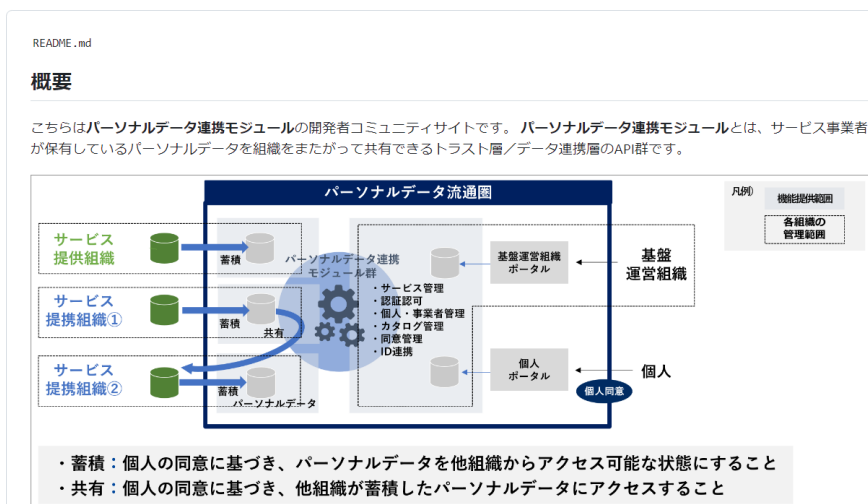 README.md
概要
こちらはパーソナルデータ連携モジュールの開発者コミュニティサイトです。 パーソナルデータ連携モジュールとは、サービス事業者
が保有しているパーソナルデータを組織をまたがって共有できるトラスト層／データ連携層のAPI群です。
パーソナルデータ流通圏
凡例)
機能提供範囲
各組織の
管理範囲
サービス
提供組織
蓄積
パーソナルデータ連携
モジュール群
・サービス管理
・認証認可
・個人・事業者管理
・カタログ管理
・同意管理
・ID連携
基盤運営組織
ポータル
基盤
運営組織
サービス
提携組織①
蓄積
共有
サービス
提携組織②
蓄積
パーソナルデータ
個人
ポータル
個人
個人同意
・蓄積：個人の同意に基づき、パーソナルデータを他組織からアクセス可能な状態にすること
・共有：個人の同意に基づき、他組織が蓄積したパーソナルデータにアクセスすること